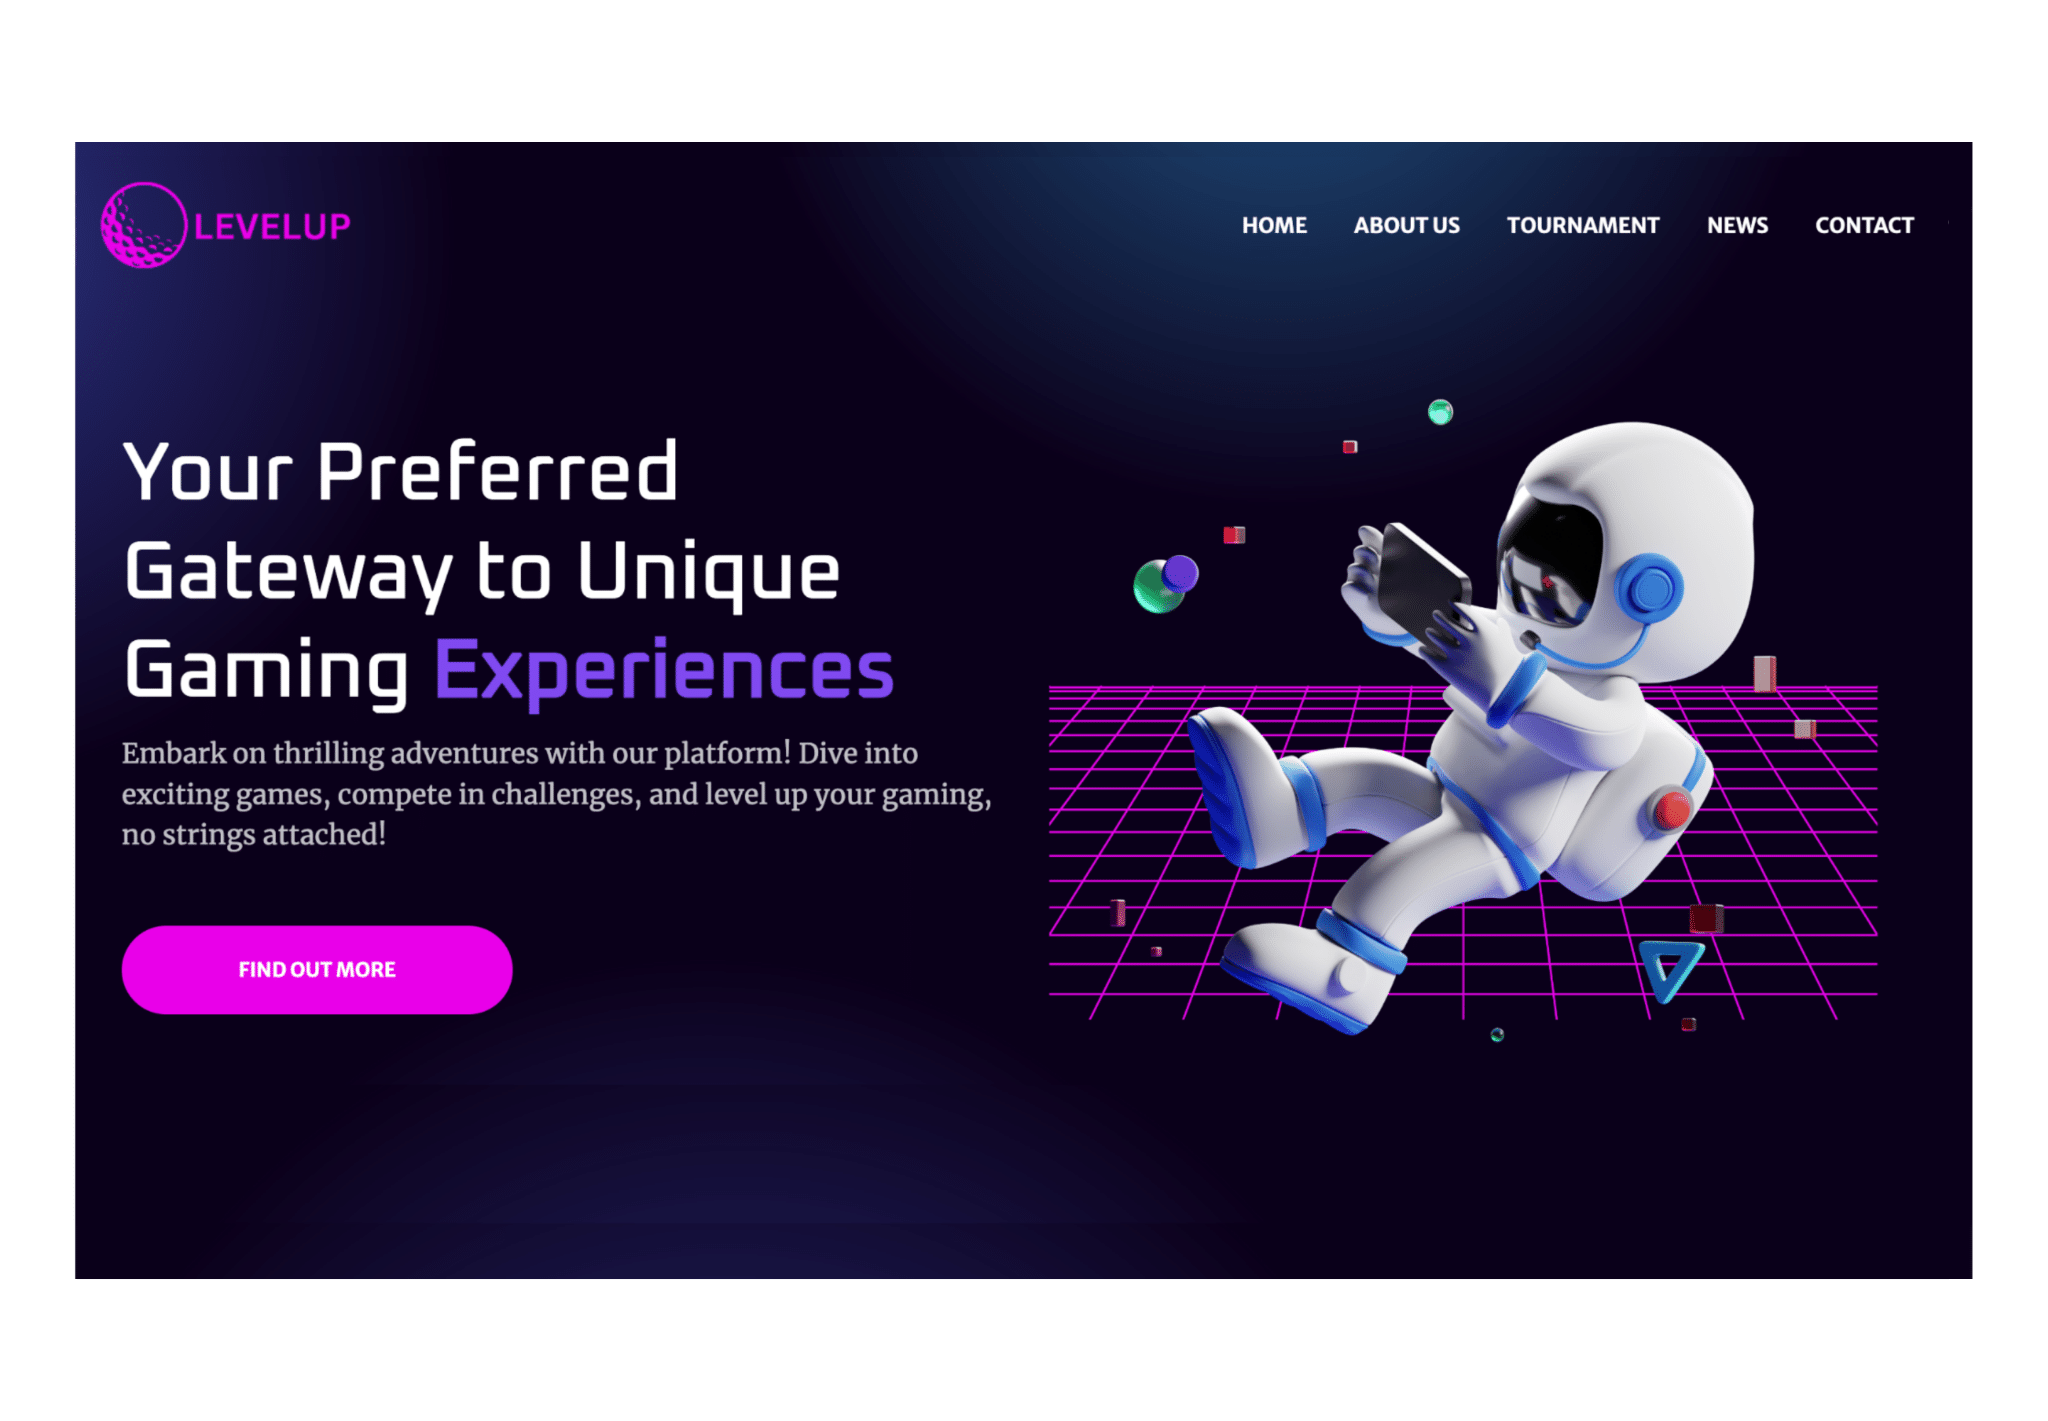 LEVELUP
HOME ABOUT US TOURNAMENT NEWS CONTACT
Your Preferred
Gateway to Unique
Gaming Experiences
Embark on thrilling adventures with our platform! Dive into
exciting games, compete in challenges, and level up your gaming,
no strings attached!
FIND OUT MORE